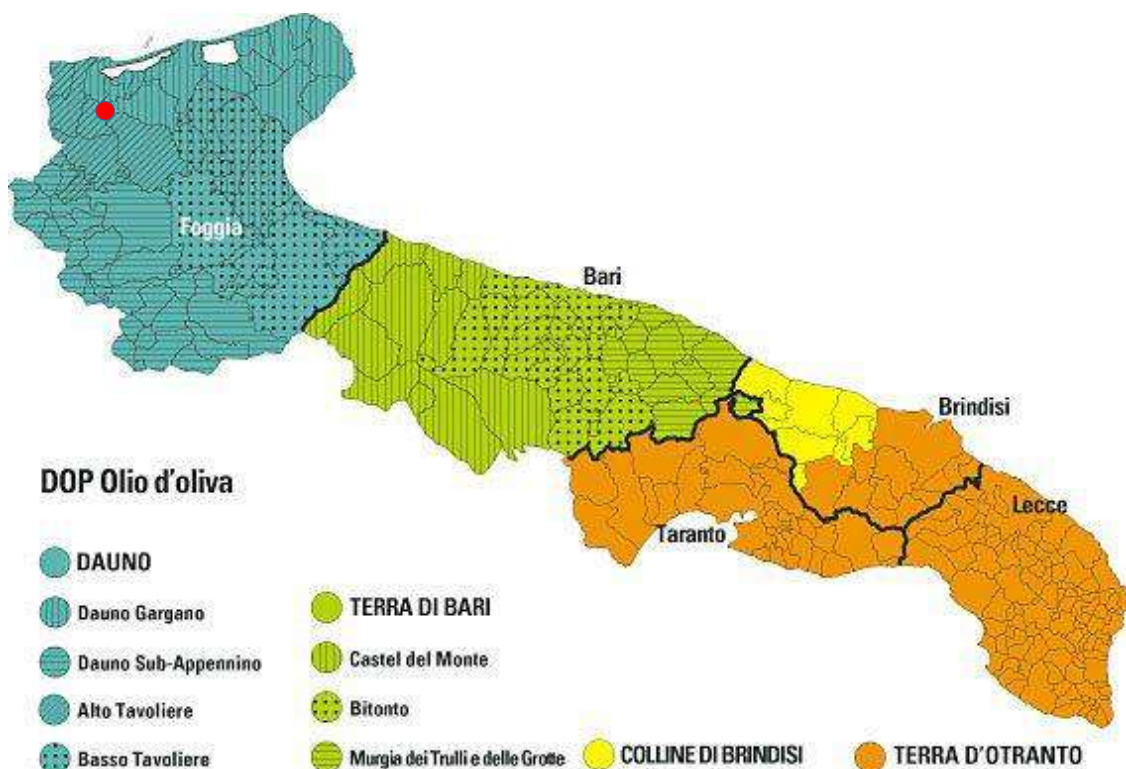 Foggia
Bari
Brindisi
Lecce
Taranto
DOP Olio d'oliva
DAUNO
Dauno Gargano
Dauno Sub-Appennino
Alto Tavoliere
Basso Tavoliere
TERRA DI BARI
Castel del Monte
Bitonto
Murgia dei Trulli e delle Grotte
COLLINE DI BRINDISI
TERRA D'OTRANTO